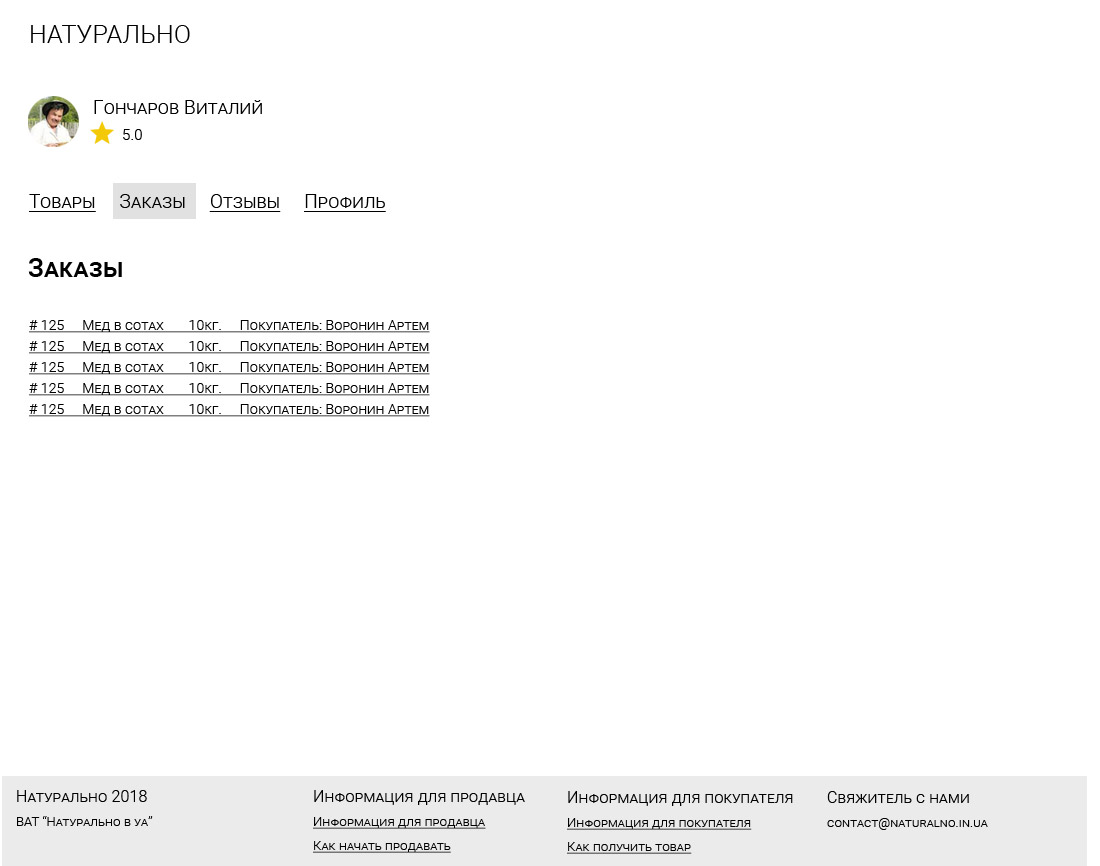 НАТУРАЛЬНО
Гончаров Виталий
5.0
Товары Заказы Отзывы Профиль
Заказы
# 125 Мед в сотах 10кг. Покупатель: Воронин Артем
# 125 Мед в сотах 10кг. Покупатель: Воронин Артем
# 125 Мед в сотах 10кг. Покупатель: Воронин Артем
# 125 Мед в сотах 10кг. Покупатель: Воронин Артем
# 125 Мед в сотах 10кг. Покупатель: Воронин Артем
Натурально 2018
ВАТ “Натурально в уа”
Информация для продавца
Информация для продавца
Как начать продавать
Информация для покупателя
Информация для покупателя
Как получить товар
Свяжитель с нами
contact@naturalno.in.ua